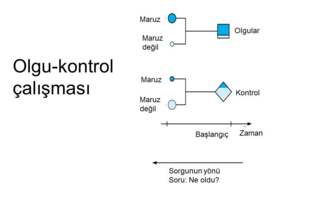 Olgu-kontrol
çalışması
Maruz
Maruz
değil
Olgular
Maruz
Maruz
değil
Kontrol
Başlangıç
Zaman
Sorgunun yönü
Soru: Ne oldu?